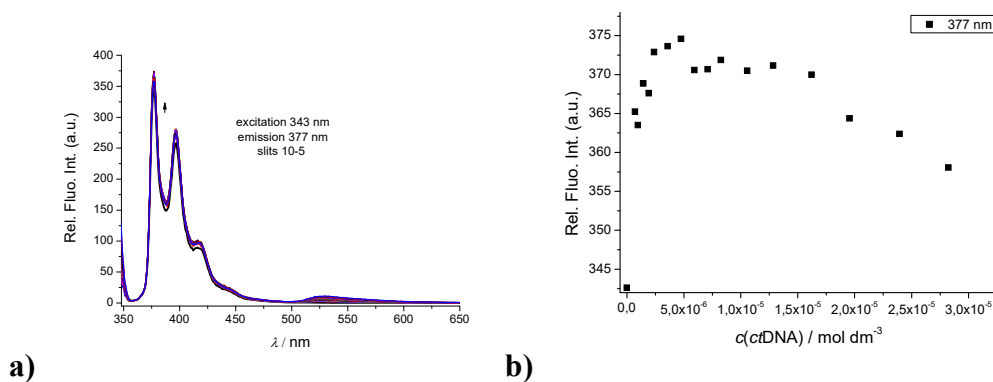 400
350
300
250
200
150
100
50
0
Rel. Fluo. Int. (a.u.)
excitation 343 nm
emission 377 nm
slits 10-5
350 400 450 500 550 600 650
λ / nm
a)
377 nm
375
370
365
360
355
350
345
Rel. Fluo. Int. (a.u.)
0,0 5,0x10⁻⁶ 1,0x10⁻⁵ 1,5x10⁻⁵ 2,0x10⁻⁵ 2,5x10⁻⁵ 3,0x10⁻⁵
c(ctDNA) / mol dm⁻³
b)